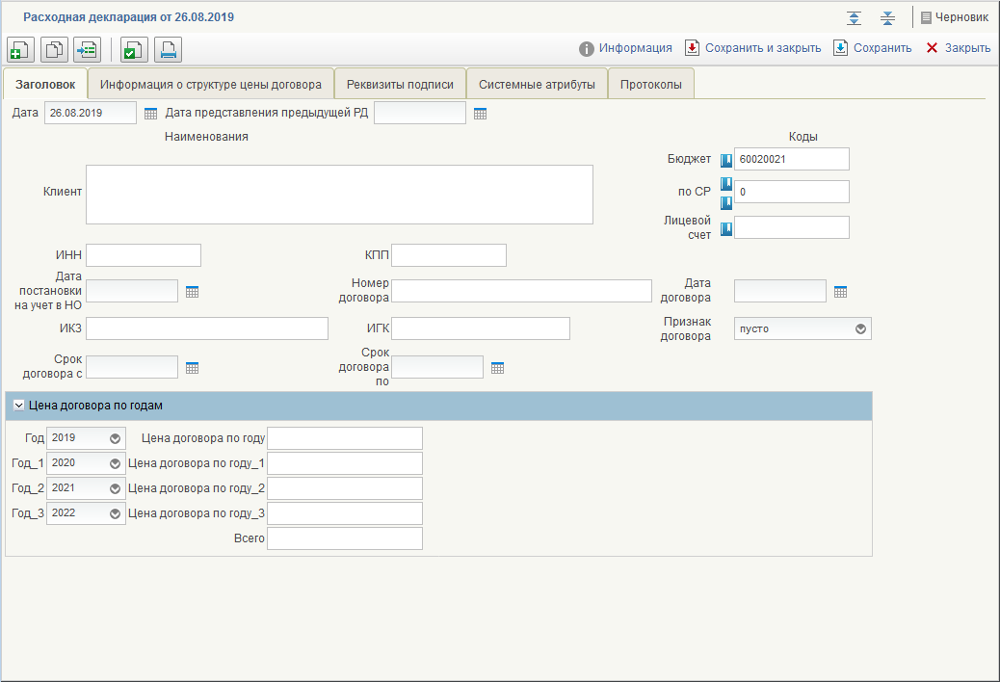 Расходная декларация от 26.08.2019
Черновик
Информация Сохранить и закрыть Сохранить Закрыть
Заголовок Информация о структуре цены договора Реквизиты подписи Системные атрибуты Протоколы
Дата 26.08.2019 Дата представления предыдущей РД
Наименования Коды
Бюджет 60020021
Клиент по СР 0
Лицевой
счет
ИНН КПП
Дата
постановки
на учет в НО
Номер
договора
Дата
договора
ИКЗ ИГК
Признак
договора
пусто
Срок
договора с
Срок
договора
по
Цена договора по годам
Год 2019 Цена договора по году
Год_1 2020 Цена договора по году_1
Год_2 2021 Цена договора по году_2
Год_3 2022 Цена договора по году_3
Всего